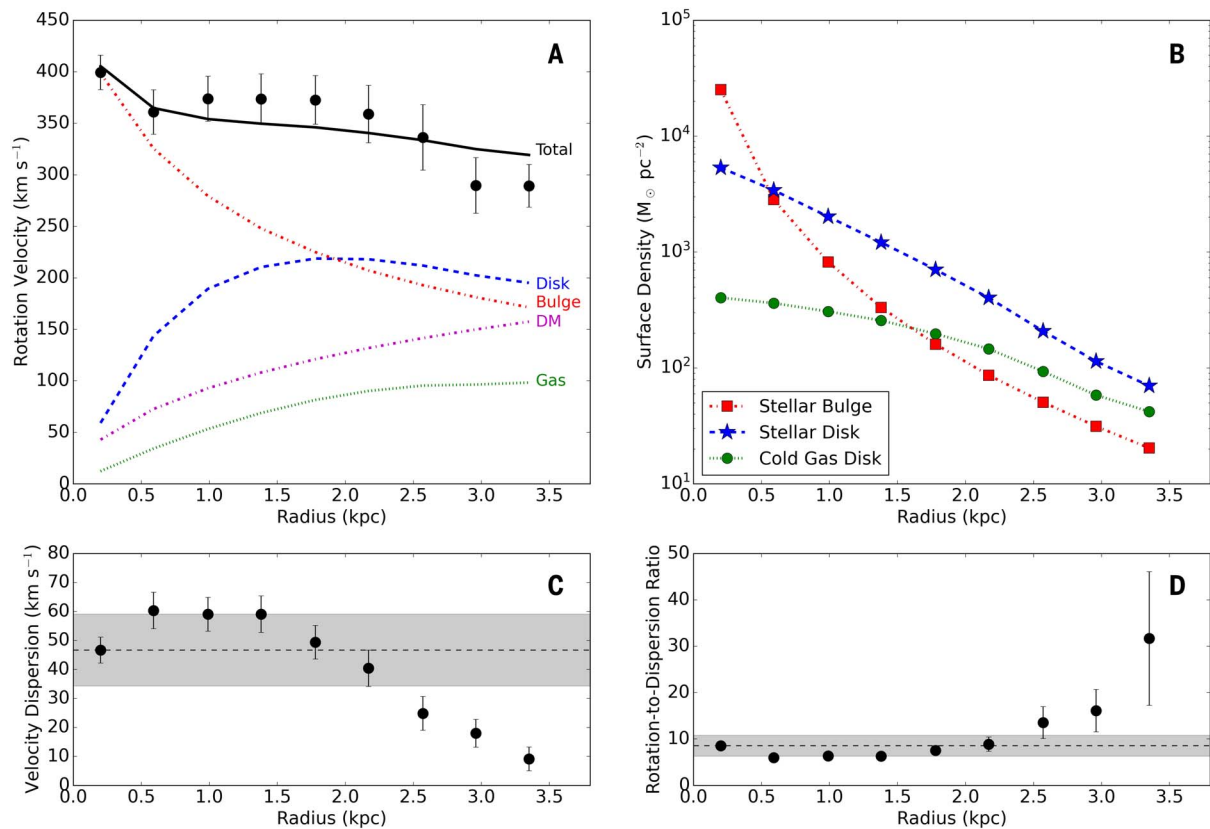 A
Rotation Velocity (km s⁻¹)
450
400
350
300
250
200
150
100
50
0
Total
Disk
Bulge
DM
Gas
0.0 0.5 1.0 1.5 2.0 2.5 3.0 3.5
Radius (kpc)
B
Surface Density (M⊙ pc⁻²)
10⁵
10⁴
10³
10²
10¹
Stellar Bulge
Stellar Disk
Cold Gas Disk
0.0 0.5 1.0 1.5 2.0 2.5 3.0 3.5
Radius (kpc)
C
Velocity Dispersion (km s⁻¹)
80
70
60
50
40
30
20
10
0
0.0 0.5 1.0 1.5 2.0 2.5 3.0 3.5
Radius (kpc)
D
Rotation-to-Dispersion Ratio
50
40
30
20
10
0
0.0 0.5 1.0 1.5 2.0 2.5 3.0 3.5
Radius (kpc)